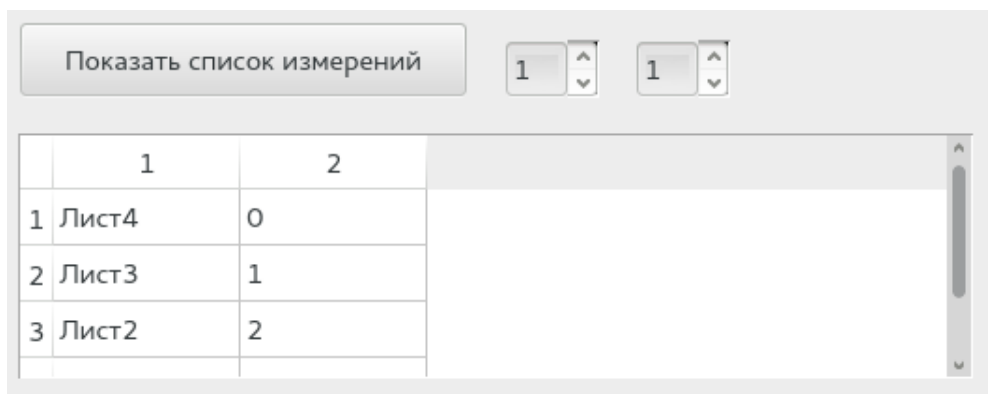 Показать список измерений 1 1
1 2
1 Лист4 0
2 Лист3 1
3 Лист2 2